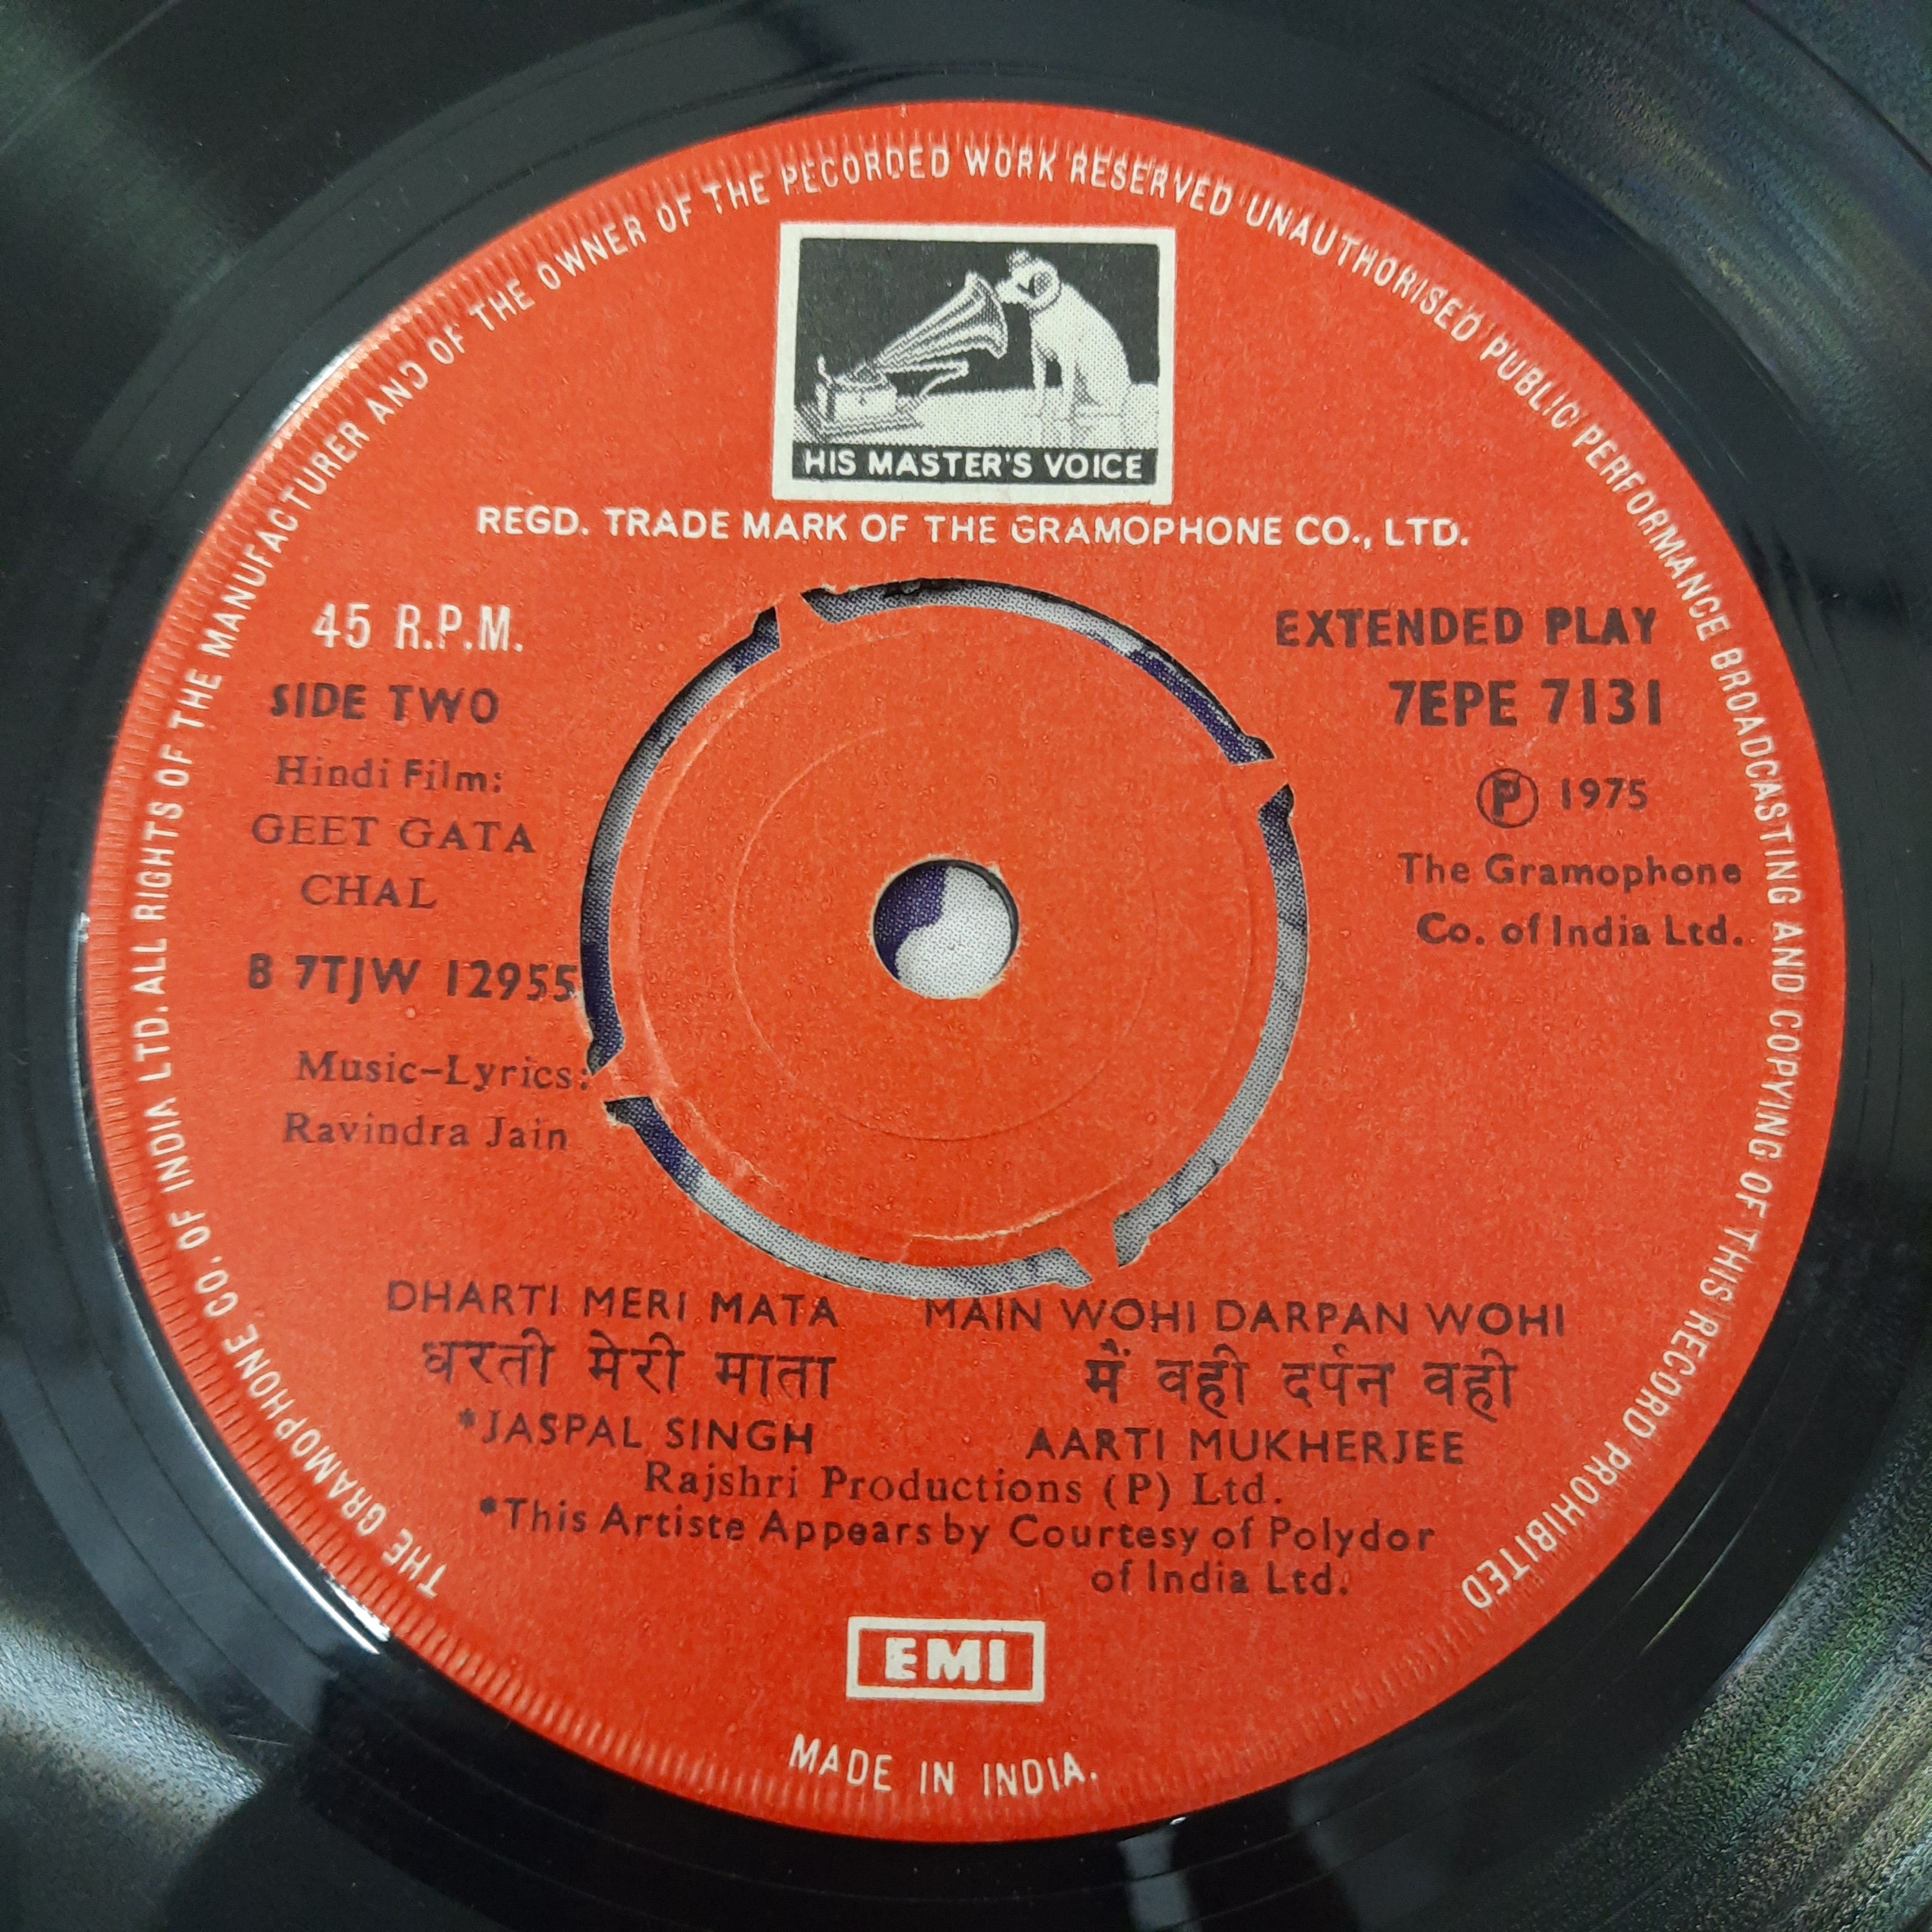 THE GRAMOPHONE CO. OF INDIA LTD. ALL RIGHTS OF THE MANUFACTURER AND OF THE OWNER OF THE RECORDED WORK RESERVED UNAUTHORISED PUBLIC PERFORMANCE BROADCASTING AND COPYING OF THIS RECORD PROHIBITED
HIS MASTER'S VOICE
REGD. TRADE MARK OF THE GRAMOPHONE CO., LTD.
45 R.P.M.
SIDE TWO
Hindi Film:
GEET GATA
CHAL
B 7TJW 12955
Music-Lyrics:
Ravindra Jain
EXTENDED PLAY
7EPE 7131
Ⓟ 1975
The Gramophone
Co. of India Ltd.
DHARTI MERI MATA
धरती मेरी माता
*JASPAL SINGH
MAIN WOHI DARPAN WOHI
मैं वही दर्पन वही
AARTI MUKHERJEE
Rajshri Productions (P) Ltd.
*This Artiste Appears by Courtesy of Polydor
of India Ltd.
EMI
MADE IN INDIA.